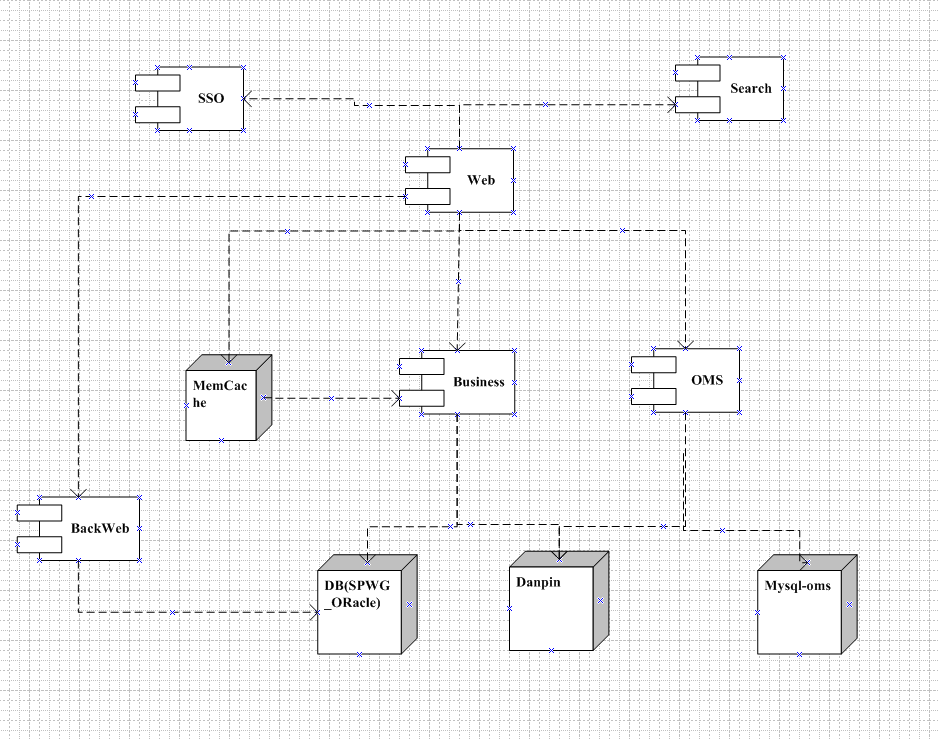 SSO
Search
Web
MemCac
he
Business
OMS
BackWeb
DB(SPWG
_ORacle)
Danpin
Mysql-oms